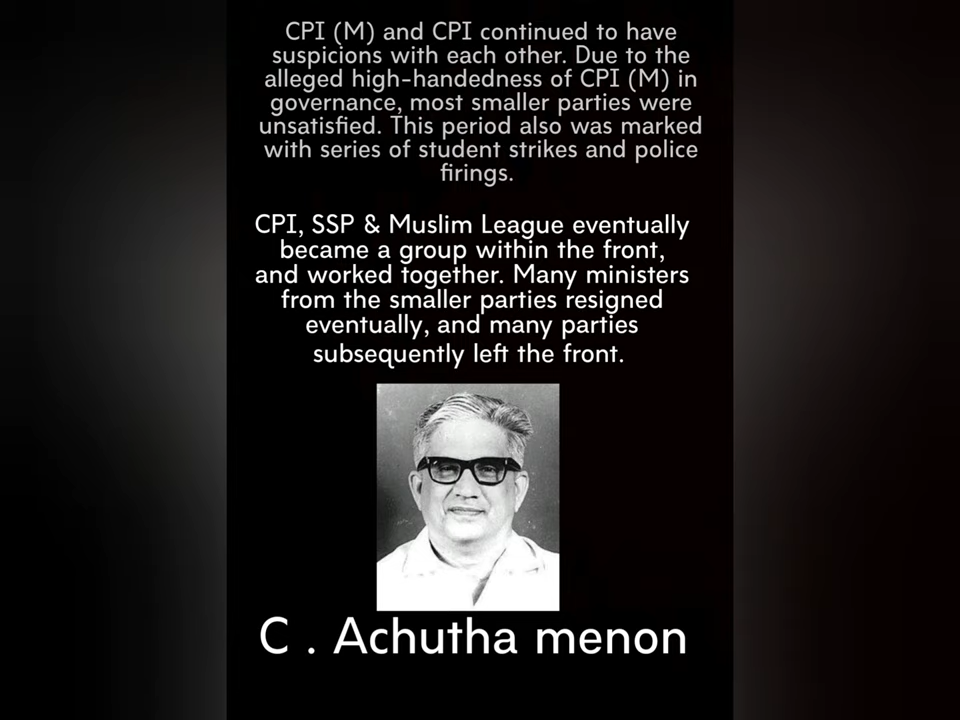 CPI (M) and CPI continued to have
suspicions with each other. Due to the
alleged high-handedness of CPI (M) in
governance, most smaller parties were
unsatisfied. This period also was marked
with series of student strikes and police
firings.
CPI, SSP & Muslim League eventually
became a group within the front,
and worked together. Many ministers
from the smaller parties resigned
eventually, and many parties
subsequently left the front.
C . Achutha menon